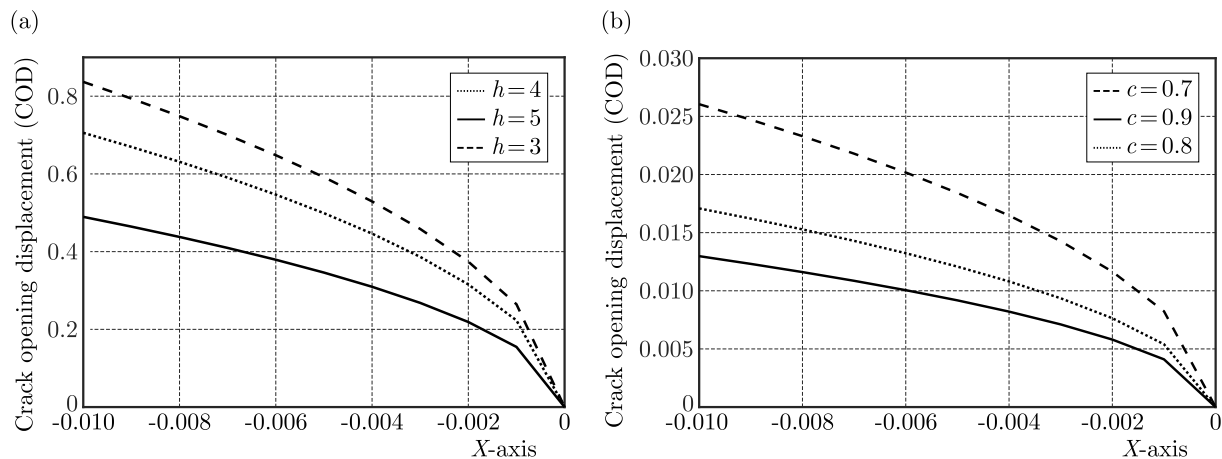 (a)
Crack opening displacement (COD)
0.8
0.6
0.4
0.2
0
h=4
h=5
h=3
-0.010 -0.008 -0.006 -0.004 -0.002 0
X-axis
(b)
Crack opening displacement (COD)
0.030
0.025
0.020
0.015
0.010
0.005
0.000
c=0.7
c=0.9
c=0.8
-0.010 -0.008 -0.006 -0.004 -0.002 0
X-axis